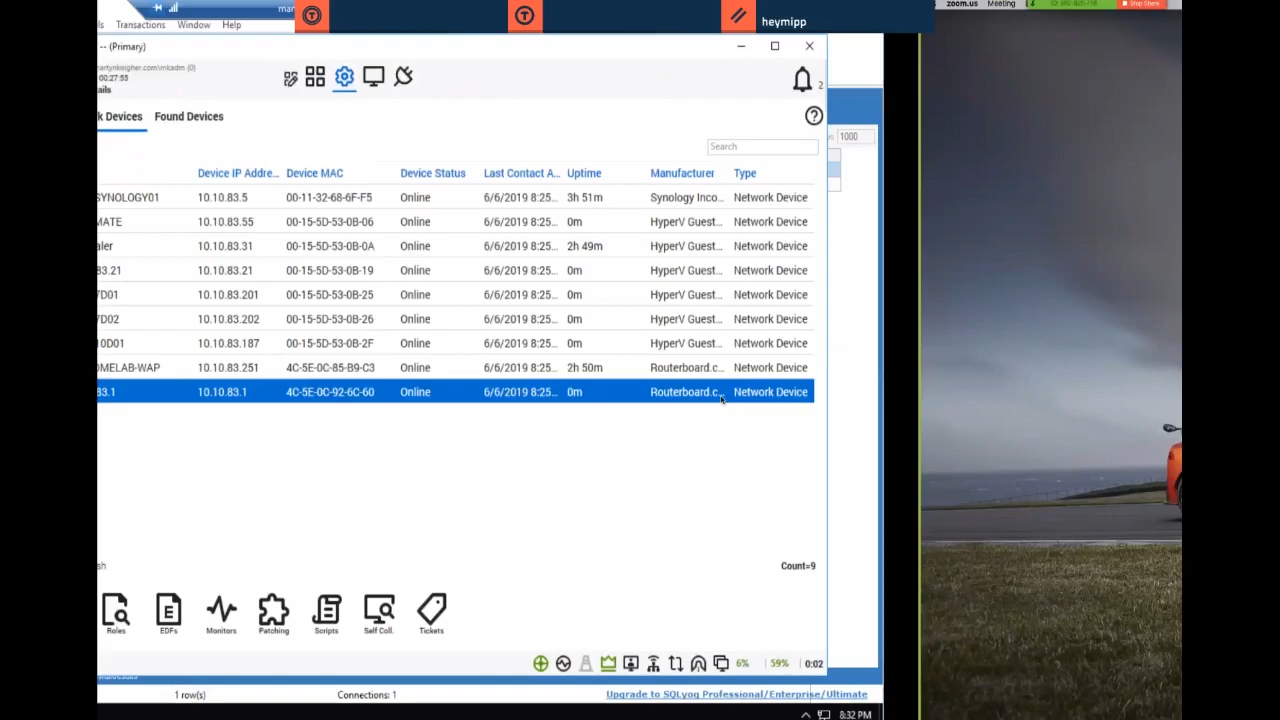 Transactions Window Help
heymipp
zoom.us Meeting
Stop Share
-- (Primary)
00:27:55
2
k Devices Found Devices
1000
Search
Device IP Addre... Device MAC Device Status Last Contact A... Uptime Manufacturer Type
SYNOLOGY01 10.10.83.5 00-11-32-68-6F-F5 Online 6/6/2019 8:25... 3h 51m Synology Inco... Network Device
MATE 10.10.83.55 00-15-5D-53-0B-06 Online 6/6/2019 8:25... 0m HyperV Guest... Network Device
aler 10.10.83.31 00-15-5D-53-0B-0A Online 6/6/2019 8:25... 2h 49m HyperV Guest... Network Device
83.21 10.10.83.21 00-15-5D-53-0B-19 Online 6/6/2019 8:25... 0m HyperV Guest... Network Device
7D01 10.10.83.201 00-15-5D-53-0B-25 Online 6/6/2019 8:25... 0m HyperV Guest... Network Device
7D02 10.10.83.202 00-15-5D-53-0B-26 Online 6/6/2019 8:25... 0m HyperV Guest... Network Device
10D01 10.10.83.187 00-15-5D-53-0B-2F Online 6/6/2019 8:25... 0m HyperV Guest... Network Device
OMELAB-WAP 10.10.83.251 4C-5E-0C-85-B9-C3 Online 6/6/2019 8:25... 2h 50m Routerboard.c... Network Device
83.1 10.10.83.1 4C-5E-0C-92-6C-60 Online 6/6/2019 8:25... 0m Routerboard.c... Network Device
sh Count=9
Roles EDFs Monitors Patching Scripts Self Coll. Tickets
6% 59% 0:02
1 row(s) Connections: 1 Upgrade to SQLyog Professional/Enterprise/Ultimate
8:32 PM